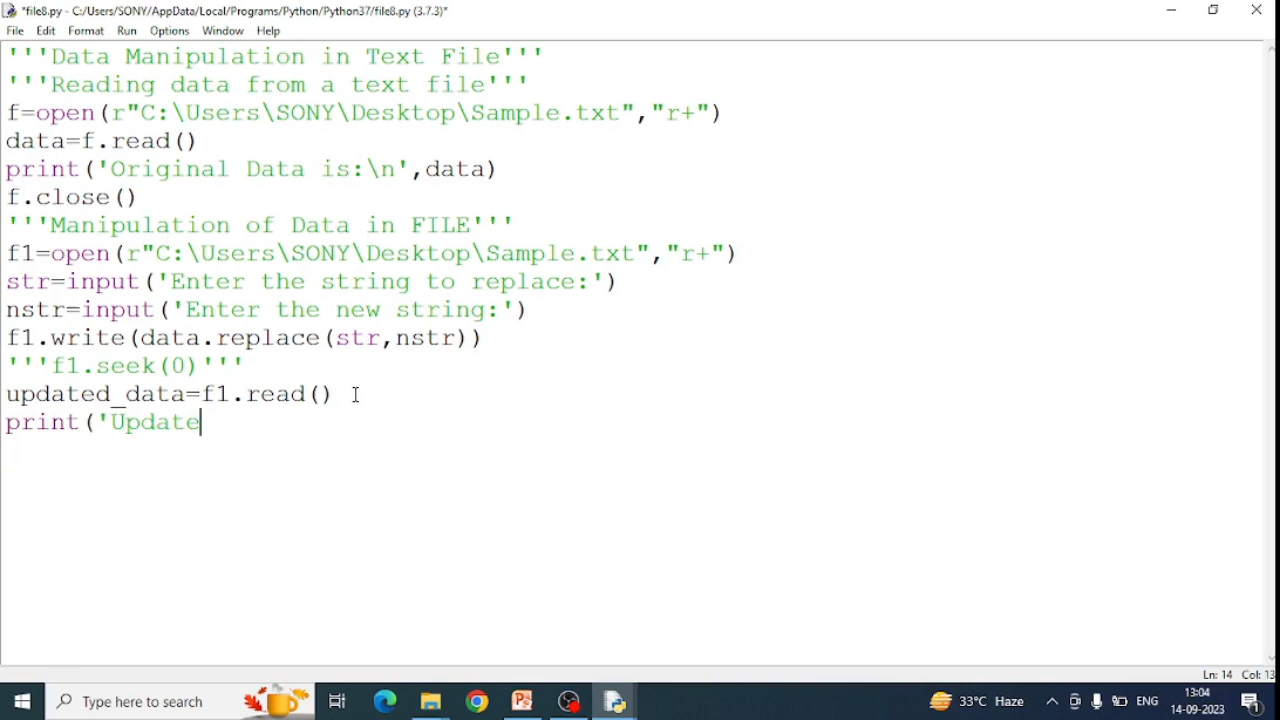 *file8.py - C:/Users/SONY/AppData/Local/Programs/Python/Python37/file8.py (3.7.3)*
File Edit Format Run Options Window Help
'''Data Manipulation in Text File'''
'''Reading data from a text file'''
f=open(r"C:\Users\SONY\Desktop\Sample.txt","r+")
data=f.read()
print('Original Data is:\n',data)
f.close()
'''Manipulation of Data in FILE'''
f1=open(r"C:\Users\SONY\Desktop\Sample.txt","r+")
str=input('Enter the string to replace:')
nstr=input('Enter the new string:')
f1.write(data.replace(str,nstr))
'''f1.seek(0)'''
updated_data=f1.read()
print('Update
Ln: 14 Col: 13
Type here to search
33°C Haze
ENG
13:04
14-09-2023
1